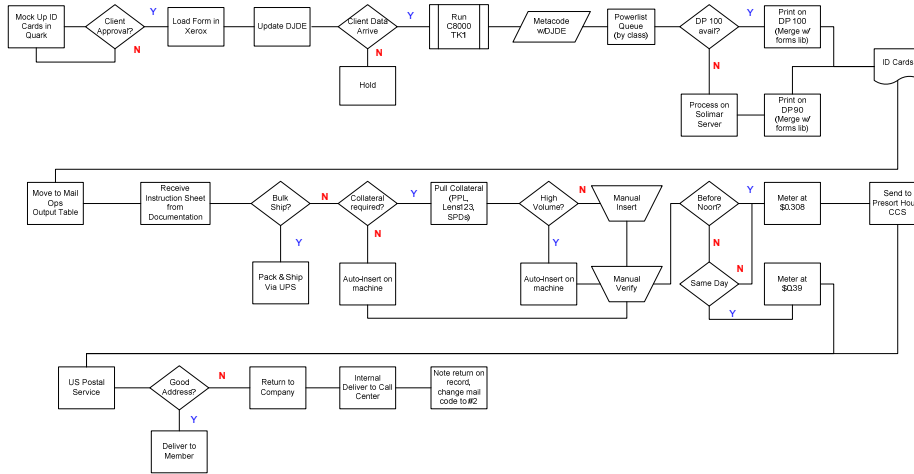 Mock Up ID
Cards in
Quark
Client
Approval?
Y
N
Load Form in
Xerox
Update DJDE
Client Data
Arrive
Y
N
Hold
Run
C8000
TK1
Metacode
w/DJDE
Powerlist
Queue
(by class)
DP 100
avail?
Y
N
Print on
DP 100
(Merge w/
forms lib)
Process on
Solimar
Server
Print on
DP90
(Merge w/
forms lib)
ID Cards
Move to Mail
Ops
Output Table
Receive
Instruction Sheet
from
Documentation
Bulk
Ship?
N
Y
Pack & Ship
Via UPS
Collateral
required?
Y
N
Auto-Insert on
machine
Pull Collateral
(PPL,
Lenst23,
SPDs)
High
Volume?
N
Y
Auto-Insert on
machine
Manual
Insert
Manual
Verify
Before
Noon?
Y
N
Same Day
N
Y
Meter at
$0.308
Meter at
$0.39
Send to
Presort Hou
CCS
US Postal
Service
Good
Address?
N
Y
Deliver to
Member
Return to
Company
Internal
Deliver to Call
Center
Note return on
record,
change mail
code to #2